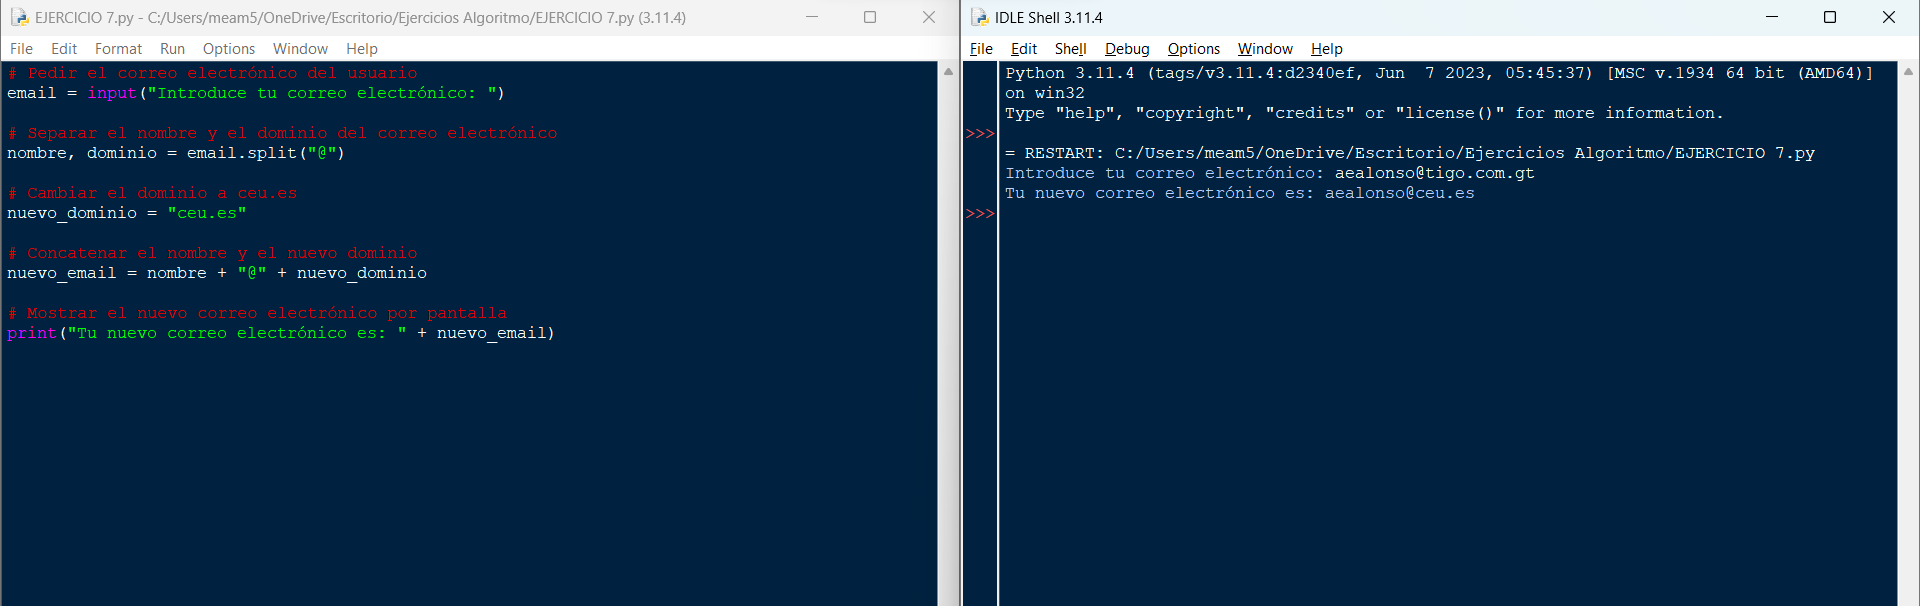 EJERCICIO 7.py - C:/Users/meam5/OneDrive/Escritorio/Ejercicios Algoritmo/EJERCICIO 7.py (3.11.4)
File Edit Format Run Options Window Help
# Pedir el correo electrónico del usuario
email = input("Introduce tu correo electrónico: ")
# Separar el nombre y el dominio del correo electrónico
nombre, dominio = email.split("@")
# Cambiar el dominio a ceu.es
nuevo_dominio = "ceu.es"
# Concatenar el nombre y el nuevo dominio
nuevo_email = nombre + "@" + nuevo_dominio
# Mostrar el nuevo correo electrónico por pantalla
print("Tu nuevo correo electrónico es: " + nuevo_email)
IDLE Shell 3.11.4
File Edit Shell Debug Options Window Help
Python 3.11.4 (tags/v3.11.4:d2340ef, Jun  7 2023, 05:45:37) [MSC v.1934 64 bit (AMD64)]
on win32
Type "help", "copyright", "credits" or "license()" for more information.
>>>
= RESTART: C:/Users/meam5/OneDrive/Escritorio/Ejercicios Algoritmo/EJERCICIO 7.py
Introduce tu correo electrónico: aealonso@tigo.com.gt
Tu nuevo correo electrónico es: aealonso@ceu.es
>>>